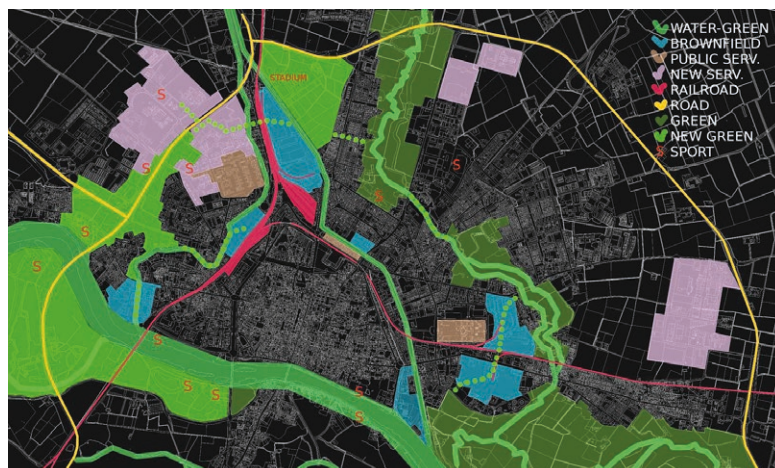 WATER-GREEN
BROWNFIELD
PUBLIC SERV.
NEW SERV.
RAILROAD
ROAD
GREEN
NEW GREEN
S SPORT
STADIUM
S
S
S
S
S
S
S
S
S
S
S
S